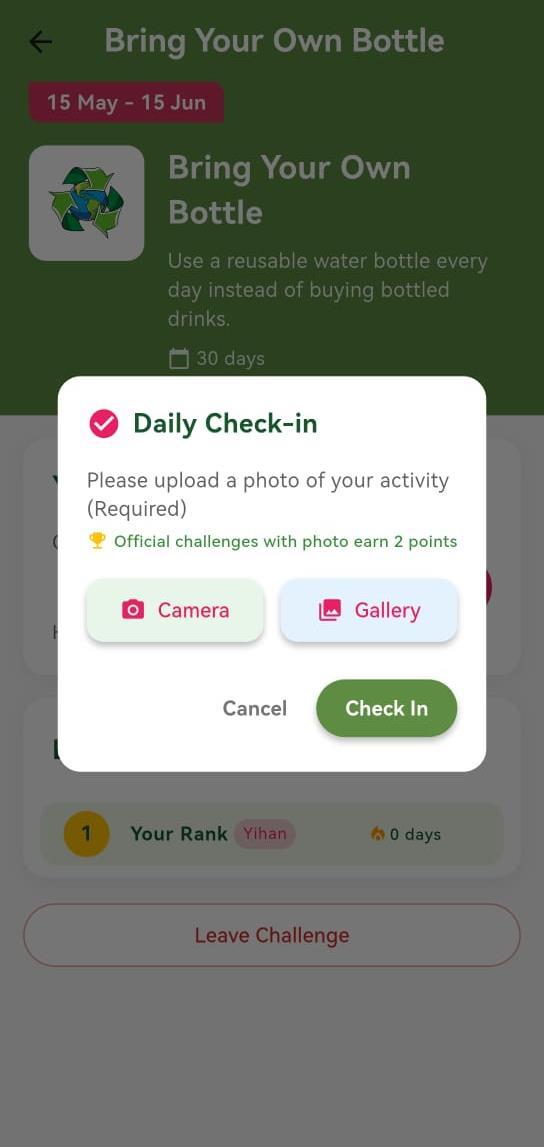 Bring Your Own Bottle
15 May - 15 Jun
Bring Your Own
Bottle
Use a reusable water bottle every
day instead of buying bottled
drinks.
30 days
Daily Check-in
Please upload a photo of your activity
(Required)
Official challenges with photo earn 2 points
Camera Gallery
Cancel Check In
1 Your Rank Yihan 0 days
Leave Challenge